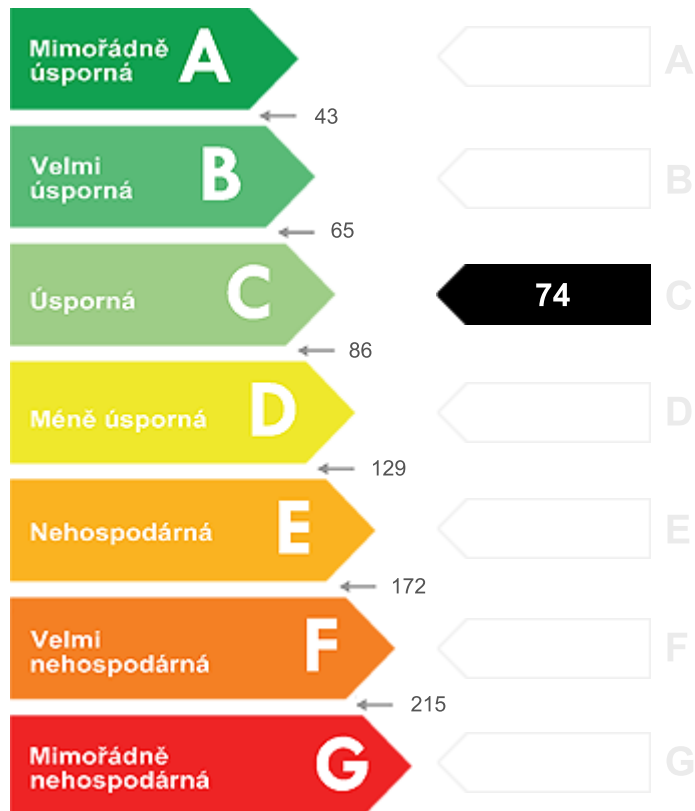 Mimořádně
úsporná
A
A
43
Velmi
úsporná
B
B
65
Úsporná
C
74
C
86
Méně úsporná
D
D
129
Nehospodárná
E
E
172
Velmi
nehospodárná
F
F
215
Mimořádně
nehospodárná
G
G